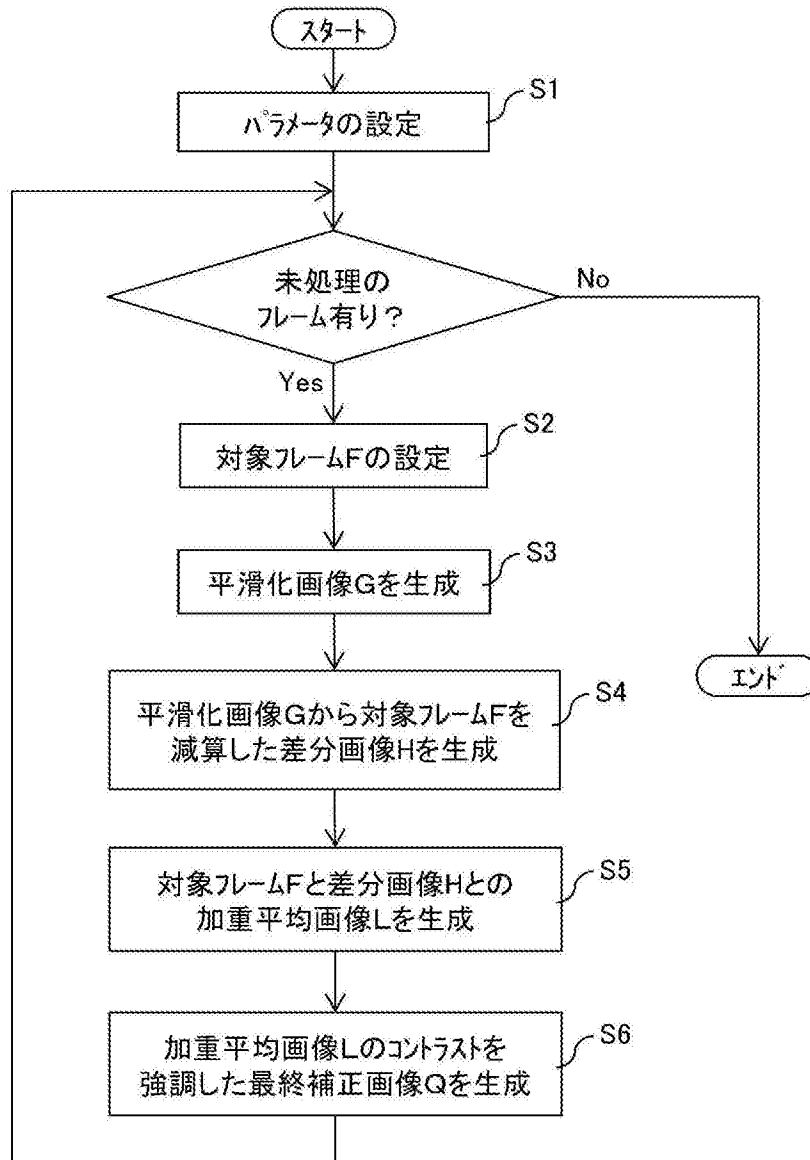 スタート
S1
パラメータの設定
未処理の
フレーム有り？
No
Yes
S2
対象フレームFの設定
S3
平滑化画像Gを生成
エンド
S4
平滑化画像Gから対象フレームFを
減算した差分画像Hを生成
S5
対象フレームFと差分画像Hとの
加重平均画像Lを生成
S6
加重平均画像Lのコントラストを
強調した最終補正画像Qを生成